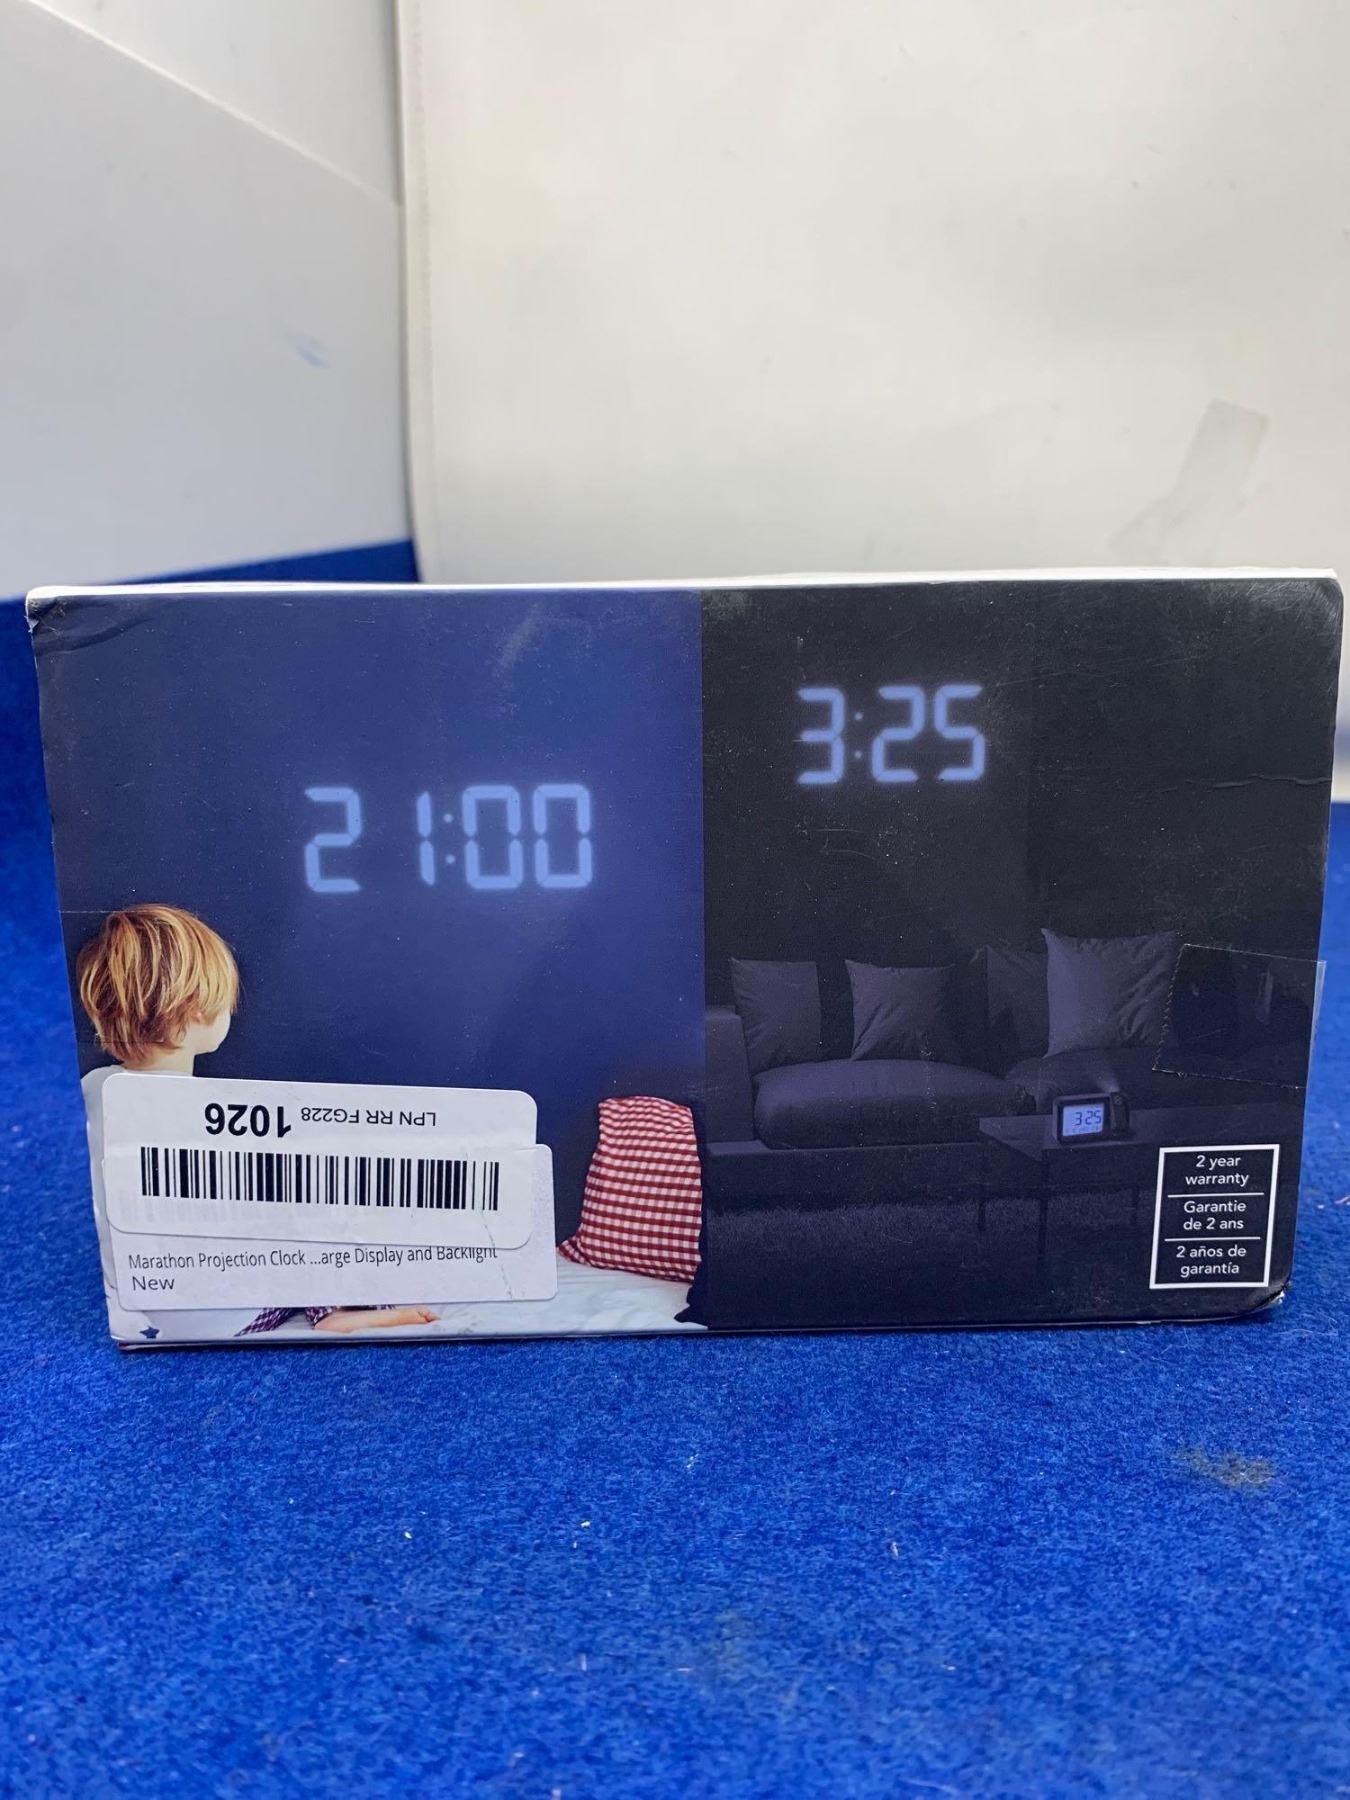 21:00
3:25
3:25
LPN RR FG228 1026
Marathon Projection Clock ...arge Display and Backlight
New
2 year
warranty
Garantie
de 2 ans
2 años de
garantía